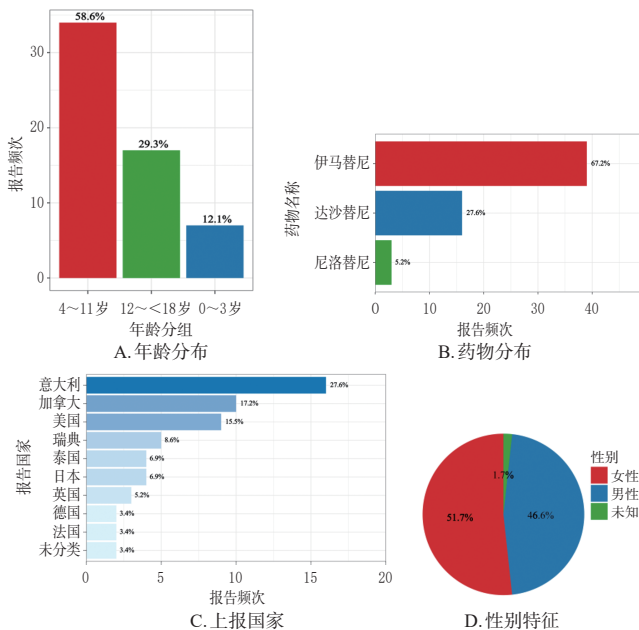 58.6%
29.3%
12.1%
30
20
10
0
报告频次
4～11岁 12～＜18岁 0～3岁
年龄分组
A.年龄分布
药物名称
伊马替尼 67.2%
达沙替尼 27.6%
尼洛替尼 5.2%
0 10 20 30 40
报告频次
B.药物分布
报告国家
意大利 27.6%
加拿大 17.2%
美国 15.5%
瑞典 8.6%
泰国 6.9%
日本 6.9%
英国 5.2%
德国 3.4%
法国 3.4%
未分类 3.4%
0 5 10 15 20
报告频次
C.上报国家
1.7%
51.7%
46.6%
性别
女性
男性
未知
D.性别特征